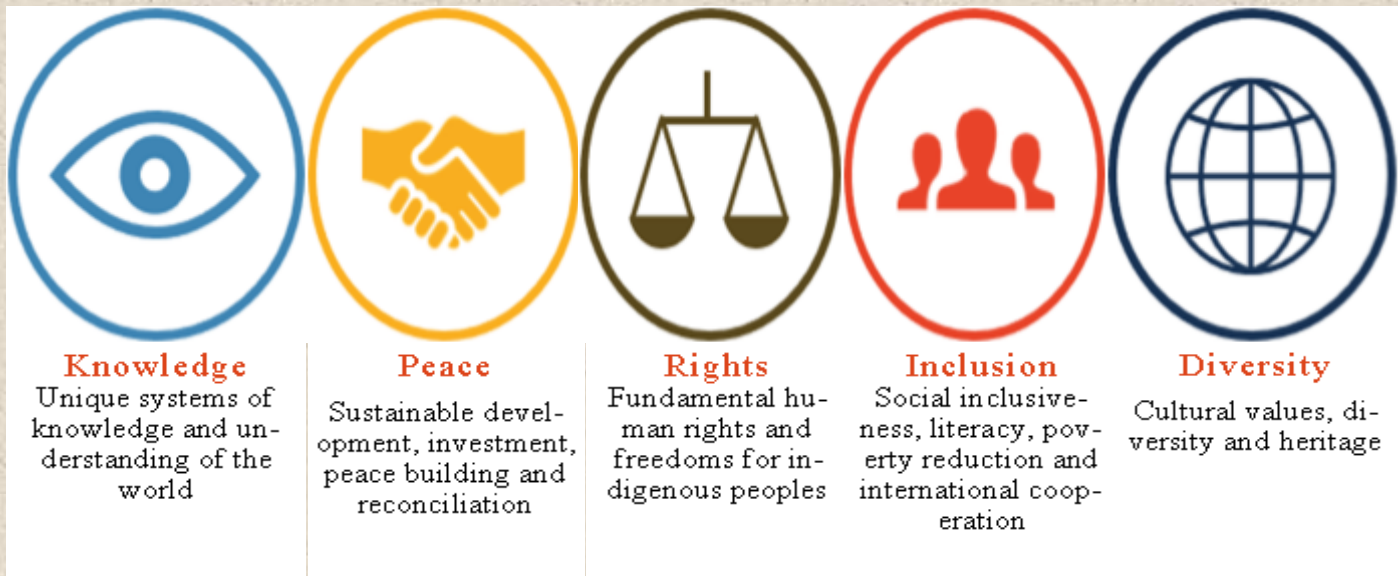 Knowledge
Unique systems of
knowledge and un-
derstanding of the
world
Peace
Sustainable devel-
opment, investment,
peace building and
reconciliation
Rights
Fundamental hu-
man rights and
freedoms for in-
digenous peoples
Inclusion
Social inclusive-
ness, literacy, pov-
erty reduction and
international coop-
eration
Diversity
Cultural values, di-
versity and heritage